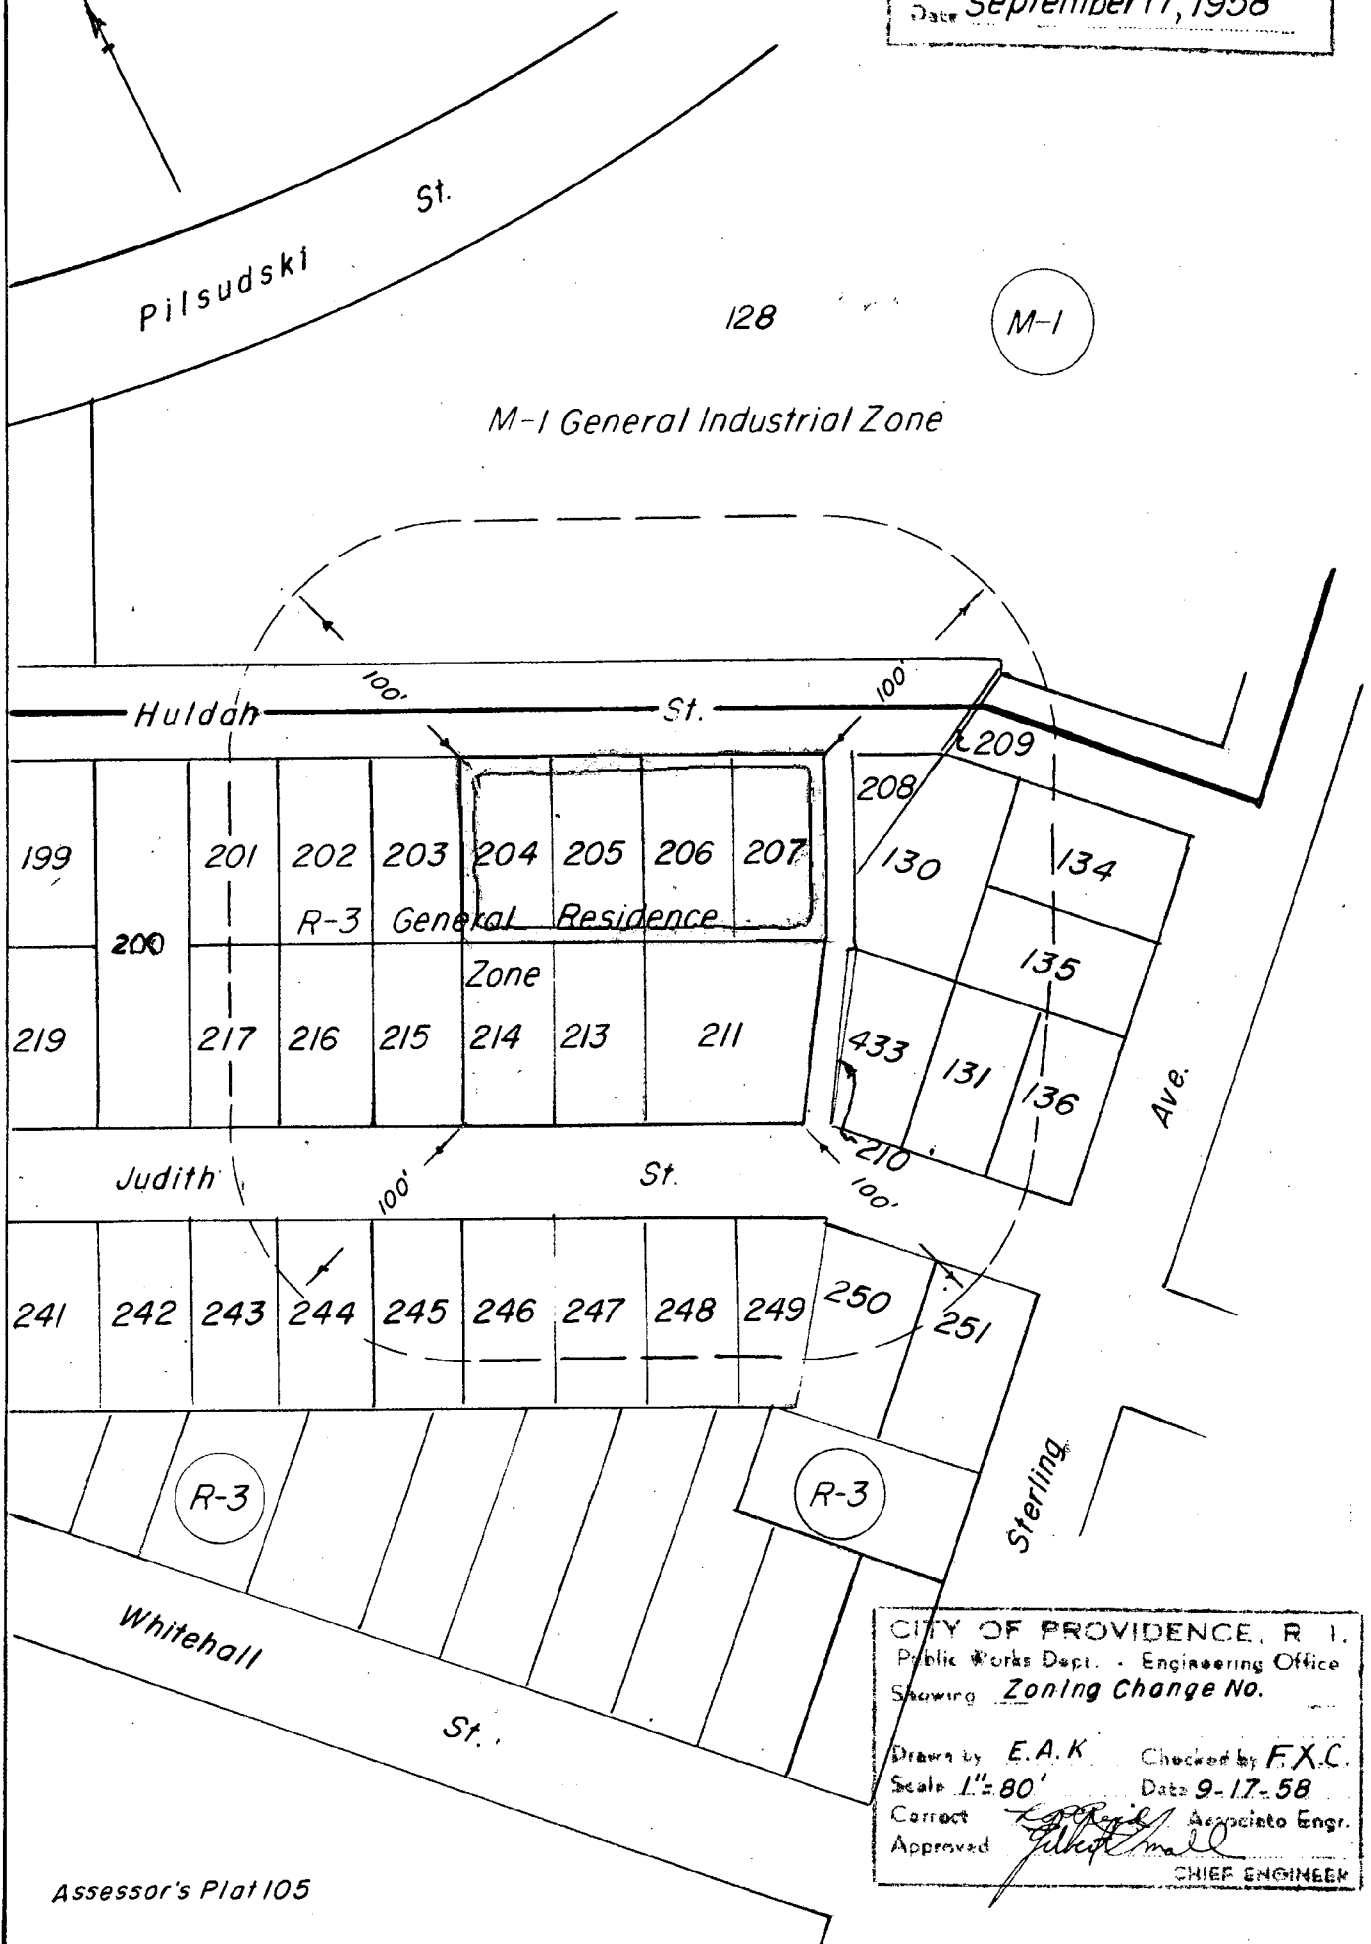 Date September 17, 1958
St.
Pilsudski
128
M-1
M-1 General Industrial Zone
100'
100'
Huldah St.
209
208
199
201
202
203
204
205
206
207
130
134
R-3 General Residence
200
Zone
135
219
217
216
215
214
213
211
433
131
136
Ave.
210
Judith St.
100'
100'
241
242
243
244
245
246
247
248
249
250
251
R-3
R-3
Sterling
Whitehall
St.
CITY OF PROVIDENCE, R. I.
Public Works Dept. - Engineering Office
Showing Zoning Change No.
Drawn by E.A.K Checked by F.X.C.
Scale 1"=80' Date 9-17-58
Correct Associate Engr.
Approved
CHIEF ENGINEER
Assessor's Plat 105